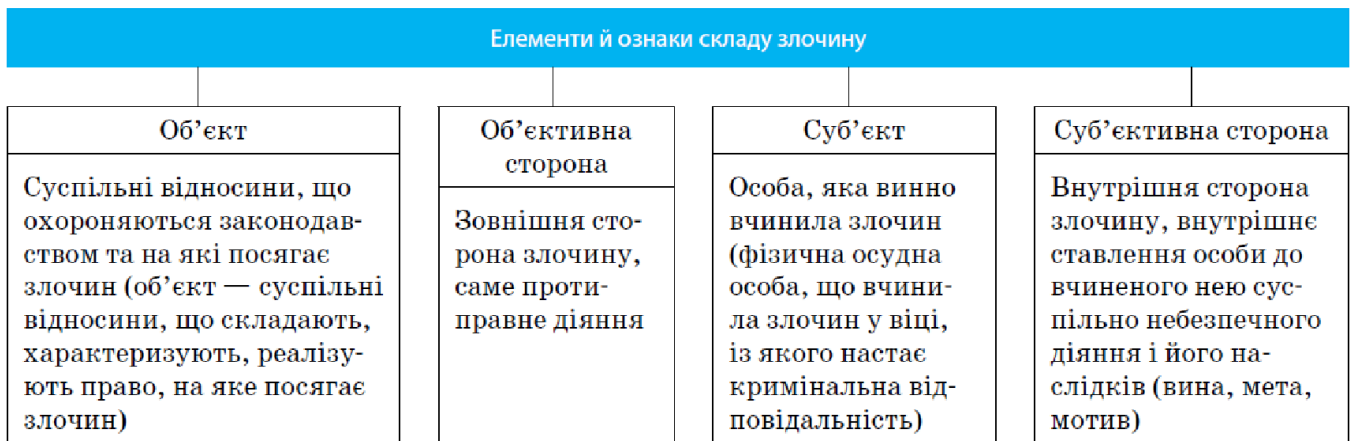 Елементи й ознаки складу злочину
Об’єкт
Суспільні відносини, що
охороняються законодав-
ством та на які посягає
злочин (об’єкт — суспільні
відносини, що складають,
характеризують, реалізу-
ють право, на яке посягає
злочин)
Об’єктивна
сторона
Зовнішня сто-
рона злочину,
саме проти-
правне діяння
Суб’єкт
Особа, яка винно
вчинила злочин
(фізична осудна
особа, що вчини-
ла злочин у віці,
із якого настає
кримінальна від-
повідальність)
Суб’єктивна сторона
Внутрішня сторона
злочину, внутрішнє
ставлення особи до
вчиненого нею сус-
пільно небезпечного
діяння і його на-
слідків (вина, мета,
мотив)